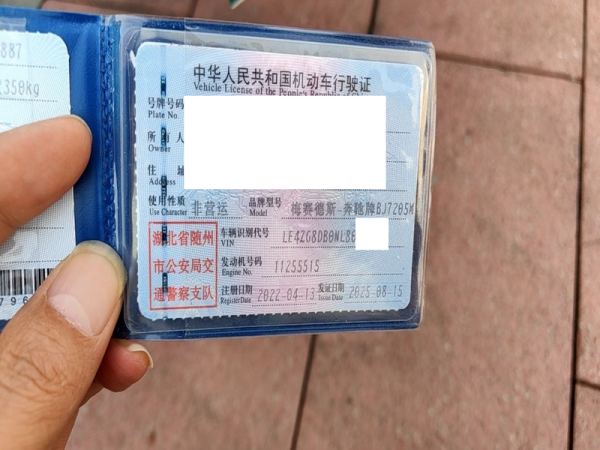 887
2350kg
796
中华人民共和国机动车行驶证
Vehicle License of the People's Republic of
号牌号码
Plate No.
所有人
Owner
住址
Address
使用性质 非营运 品牌型号 梅赛德斯-奔驰牌BJ7205
Use Character Model
湖北省随州
市公安局交
通警察支队
车辆识别代号 LE4ZG8DB0NL86
VIN
发动机号码 11255515
Engine No.
注册日期 2022-04-13 发证日期 2025-08-15
Register Date Issue Date